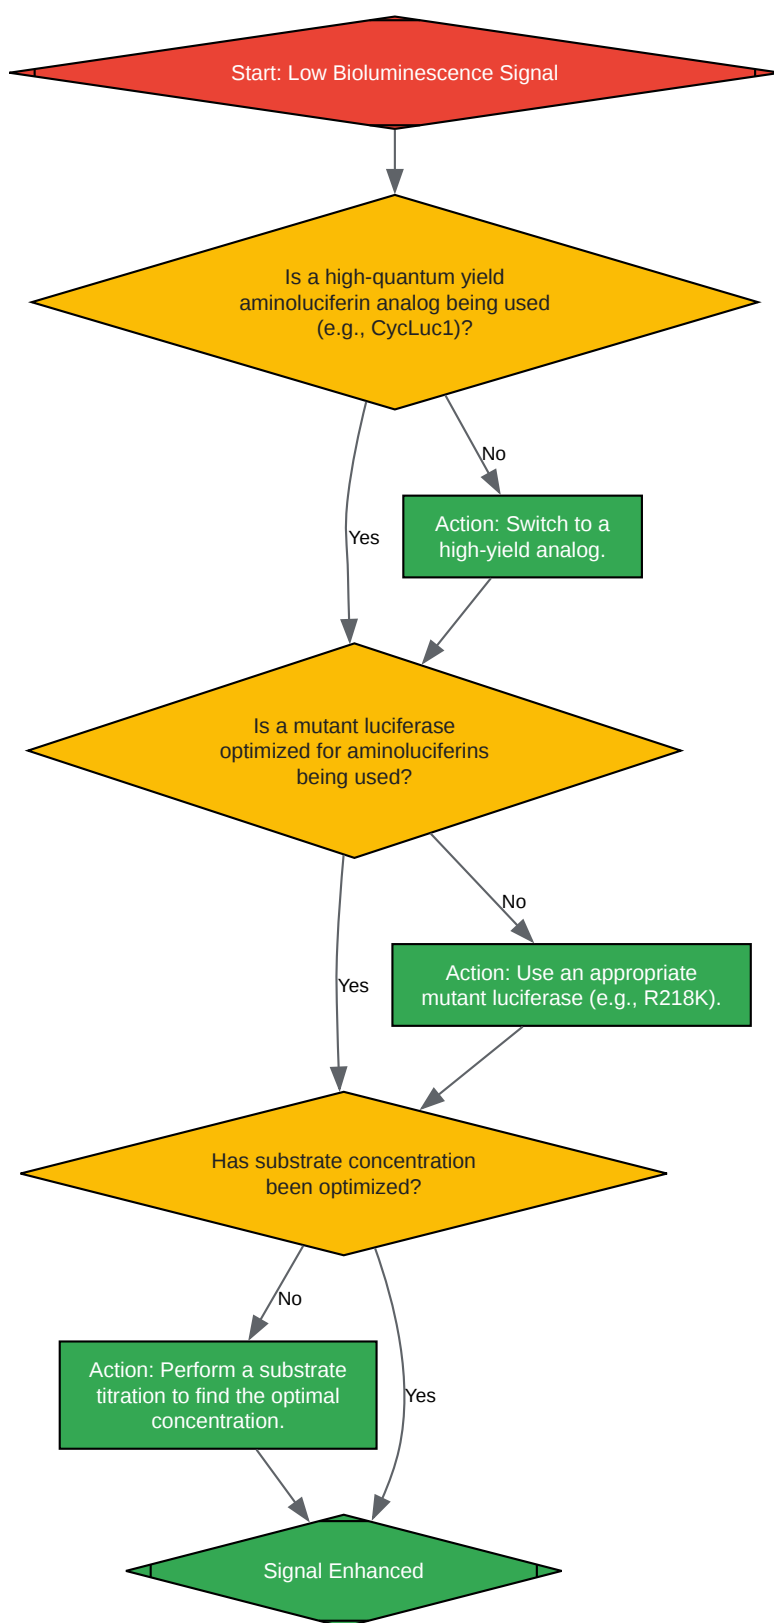 Start: Low Bioluminescence Signal
Is a high-quantum yield
aminoluciferin analog being used
(e.g., CycLuc1)?
No
Action: Switch to a
high-yield analog.
Yes
Is a mutant luciferase
optimized for aminoluciferins
being used?
No
Action: Use an appropriate
mutant luciferase (e.g., R218K).
Yes
Has substrate concentration
been optimized?
No
Action: Perform a substrate
titration to find the optimal
concentration.
Yes
Signal Enhanced